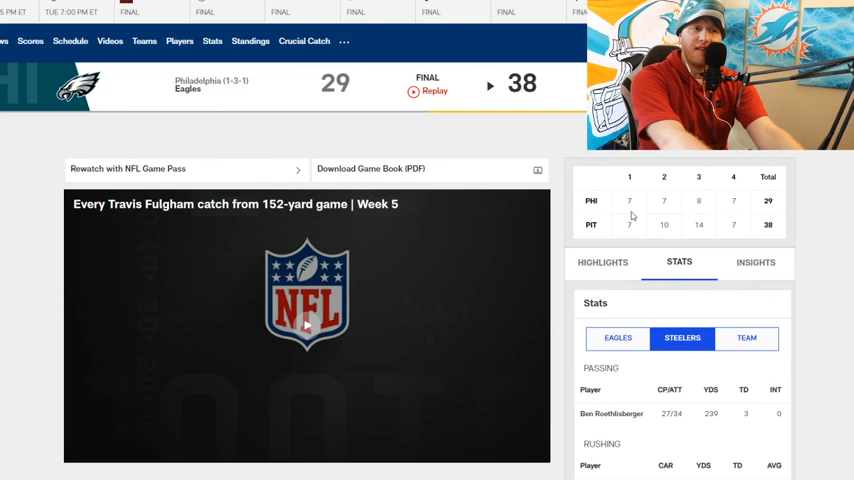 5 PM ET TUE 7:00 PM ET FINAL FINAL FINAL FINAL FINAL FINAL FIN
ws Scores Schedule Videos Teams Players Stats Standings Crucial Catch ...
Philadelphia (1-3-1)
Eagles
29
FINAL
Replay
38
Rewatch with NFL Game Pass
Download Game Book (PDF)
Every Travis Fulgham catch from 152-yard game | Week 5
NFL
1 2 3 4 Total
PHI 7 7 8 7 29
PIT 7 10 14 7 38
HIGHLIGHTS STATS INSIGHTS
Stats
EAGLES STEELERS TEAM
PASSING
Player CP/ATT YDS TD INT
Ben Roethlisberger 27/34 239 3 0
RUSHING
Player CAR YDS TD AVG